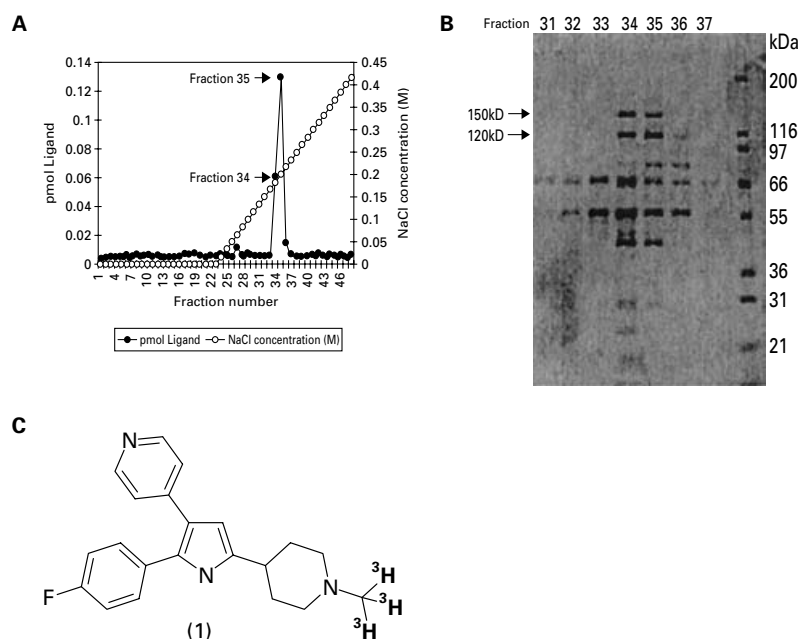 A
0.14
0.12
0.1
0.08
0.06
0.04
0.02
0
pmol Ligand
Fraction 35
Fraction 34
0.45
0.4
0.35
0.3
0.25
0.2
0.15
0.1
0.05
0
NaCl concentration (M)
1 4 7 10 13 16 19 22 25 28 31 34 37 40 43 46
Fraction number
pmol Ligand NaCl concentration (M)
B
Fraction 31 32 33 34 35 36 37
kDa
150kD
120kD
200
116
97
66
55
36
31
21
C
N
F
N
N
3H
3H
3H
(1)